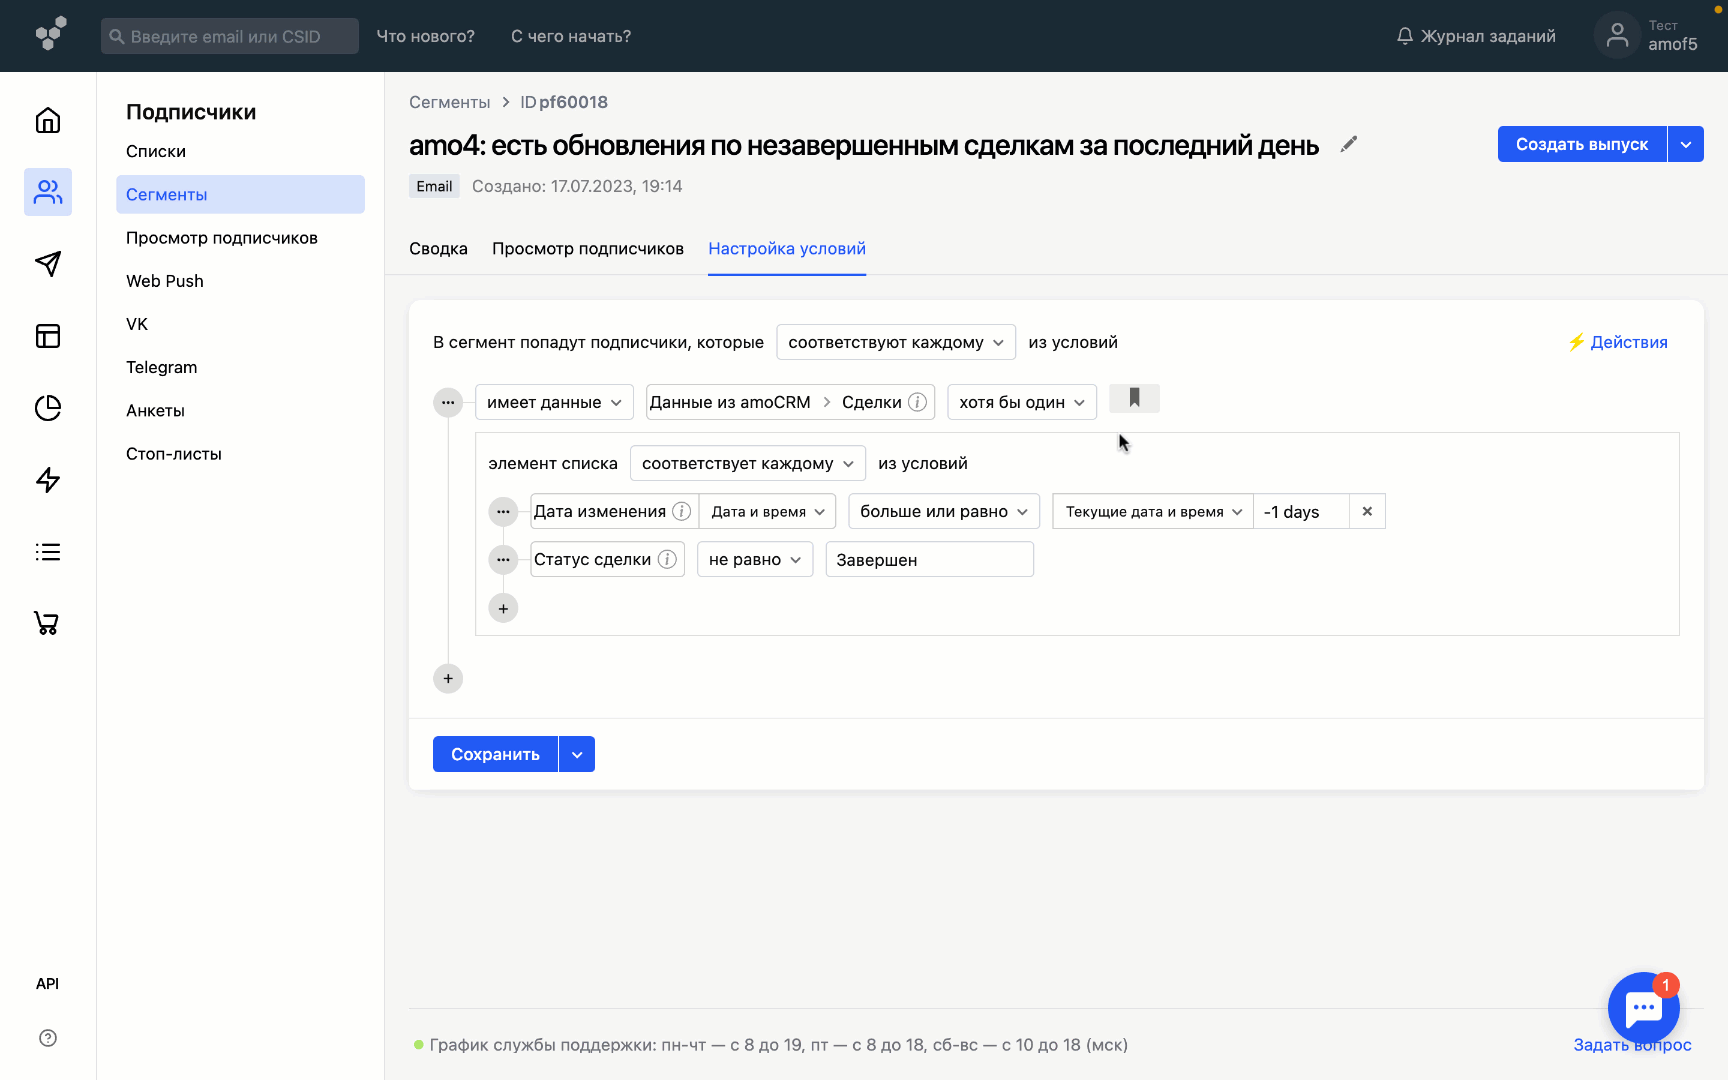 Введите email или CSID
Что нового?
С чего начать?
Журнал заданий
Тест
amof5
Подписчики
Списки
Сегменты
Просмотр подписчиков
Web Push
VK
Telegram
Анкеты
Стоп-листы
API
Сегменты > ID pf60018
amo4: есть обновления по незавершенным сделкам за последний день
Создать выпуск
Email Создано: 17.07.2023, 19:14
Сводка Просмотр подписчиков Настройка условий
В сегмент попадут подписчики, которые соответствуют каждому из условий
Действия
имеет данные Данные из amoCRM > Сделки хотя бы один
элемент списка соответствует каждому из условий
Дата изменения Дата и время больше или равно Текущие дата и время -1 days
Статус сделки не равно Завершен
Сохранить
1
График службы поддержки: пн-чт — с 8 до 19, пт — с 8 до 18, сб-вс — с 10 до 18 (мск)
Задать вопрос